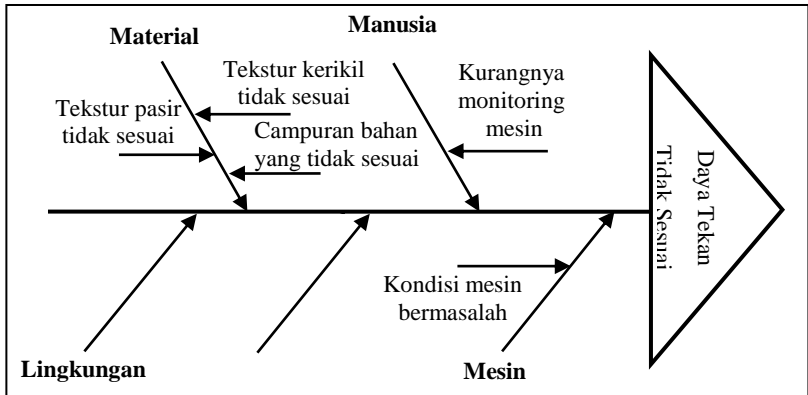 Material
Manusia
Tekstur kerikil
tidak sesuai
Tekstur pasir
tidak sesuai
Campuran bahan
yang tidak sesuai
Kurangnya
monitoring
mesin
Daya Tekan
Tidak Sesuai
Kondisi mesin
bermasalah
Lingkungan
Mesin